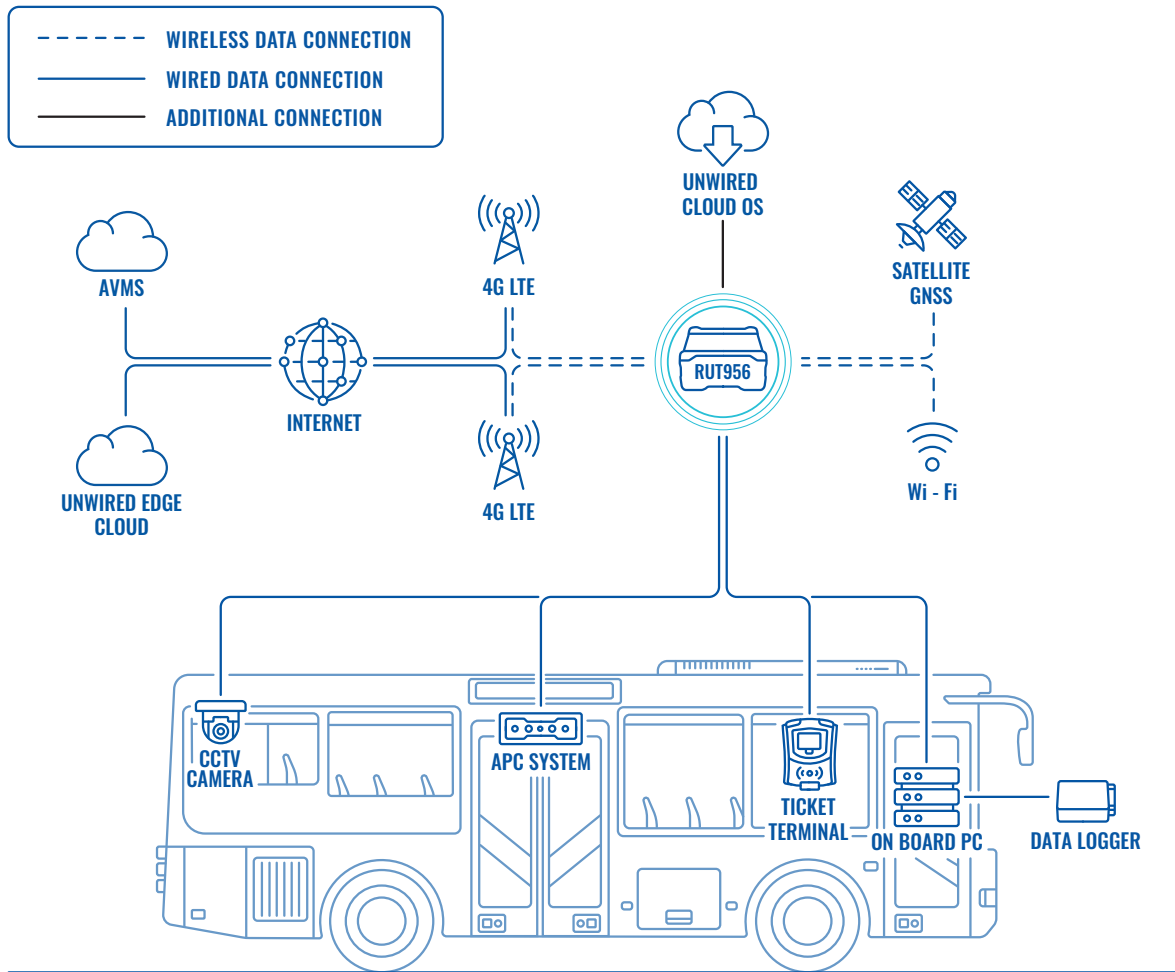 WIRELESS DATA CONNECTION
WIRED DATA CONNECTION
ADDITIONAL CONNECTION
UNWIRED
CLOUD OS
AVMS
4G LTE
SATELLITE
GNSS
RUT956
INTERNET
UNWIRED EDGE
CLOUD
4G LTE
Wi - Fi
CCTV
CAMERA
APC SYSTEM
TICKET
TERMINAL
ON BOARD PC
DATA LOGGER